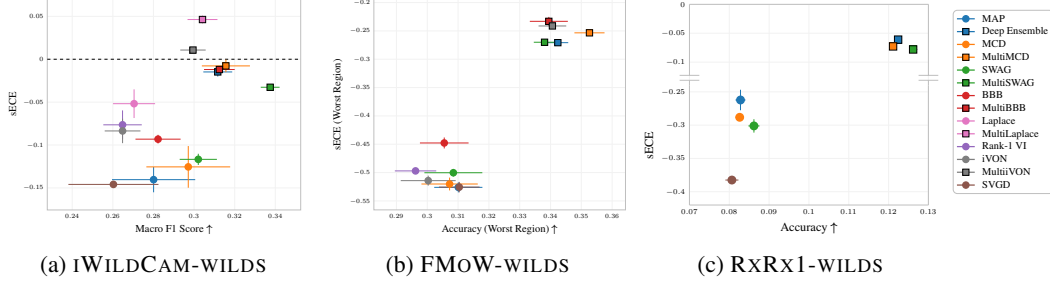 0.05
0
−0.05
−0.1
−0.15
sECE
0.24
0.26
0.28
0.3
0.32
0.34
Macro F1 Score ↑
(a) IWILDCAM-WILDS
−0.2
−0.25
−0.3
−0.35
−0.4
−0.45
−0.5
−0.55
sECE (Worst Region)
0.29
0.3
0.31
0.32
0.33
0.34
0.35
0.36
Accuracy (Worst Region) ↑
(b) FMOW-WILDS
0
−0.05
−0.1
−0.25
−0.3
−0.35
−0.4
sECE
0.07
0.08
0.09
0.1
0.11
0.12
0.13
Accuracy ↑
(c) RXRX1-WILDS
MAP
Deep Ensemble
MCD
MultiMCD
SWAG
MultiSWAG
BBB
MultiBBB
Laplace
MultiLaplace
Rank-1 VI
iVON
MultiiVON
SVGD